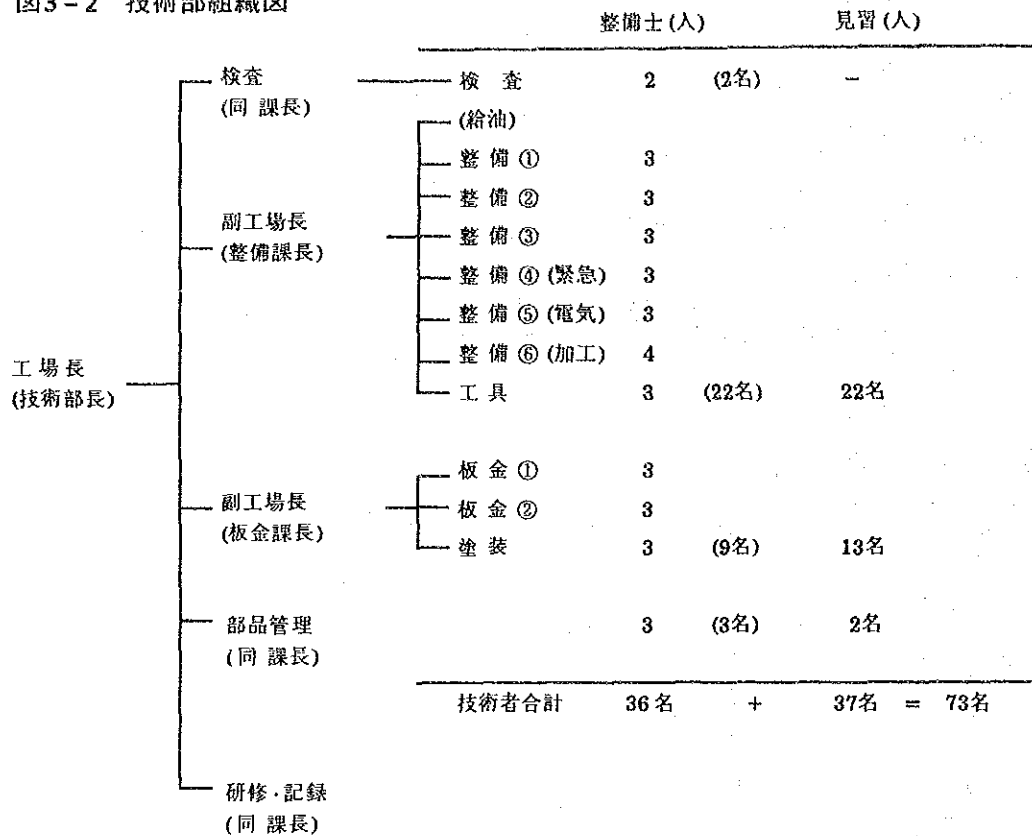 図3-2 技術部組織図
整備士(人) 見習(人)
検査 検査 2 (2名) −
(同 課長)
(給油)
整備① 3
整備② 3
副工場長
(整備課長)
整備③ 3
整備④(緊急) 3
整備⑤(電気) 3
整備⑥(加工) 4
工場長
(技術部長)
工具 3 (22名) 22名
板金① 3
副工場長 板金② 3
(板金課長)
塗装 3 (9名) 13名
部品管理 3 (3名) 2名
(同 課長)
技術者合計 36名 + 37名 = 73名
研修・記録
(同 課長)